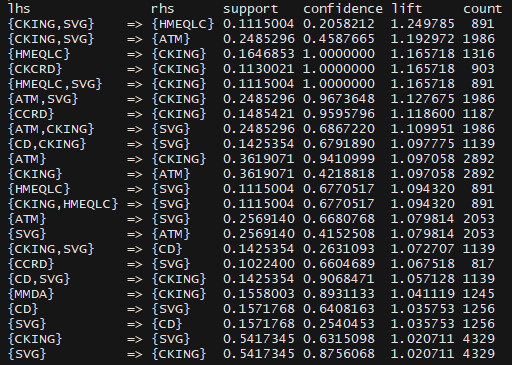 lhs rhs support confidence lift count
{CKING,SVG} => {HMEQLC} 0.1115004 0.2058212 1.249785 891
{CKING,SVG} => {ATM} 0.2485296 0.4587665 1.192972 1986
{HMEQLC} => {CKING} 0.1646853 1.0000000 1.165718 1316
{CKCRD} => {CKING} 0.1130021 1.0000000 1.165718 903
{HMEQLC,SVG} => {CKING} 0.1115004 1.0000000 1.165718 891
{ATM,SVG} => {CKING} 0.2485296 0.9673648 1.127675 1986
{CCRD} => {CKING} 0.1485421 0.9595796 1.118600 1187
{ATM,CKING} => {SVG} 0.2485296 0.6867220 1.109951 1986
{CD,CKING} => {SVG} 0.1425354 0.6791890 1.097775 1139
{ATM} => {CKING} 0.3619071 0.9410999 1.097058 2892
{CKING} => {ATM} 0.3619071 0.4218818 1.097058 2892
{HMEQLC} => {SVG} 0.1115004 0.6770517 1.094320 891
{CKING,HMEQLC} => {SVG} 0.1115004 0.6770517 1.094320 891
{ATM} => {SVG} 0.2569140 0.6680768 1.079814 2053
{SVG} => {ATM} 0.2569140 0.4152508 1.079814 2053
{CKING,SVG} => {CD} 0.1425354 0.2631093 1.072707 1139
{CCRD} => {SVG} 0.1022400 0.6604689 1.067518 817
{CD,SVG} => {CKING} 0.1425354 0.9068471 1.057128 1139
{MMDA} => {CKING} 0.1558003 0.8931133 1.041119 1245
{CD} => {SVG} 0.1571768 0.6408163 1.035753 1256
{SVG} => {CD} 0.1571768 0.2540453 1.035753 1256
{CKING} => {SVG} 0.5417345 0.6315098 1.020711 4329
{SVG} => {CKING} 0.5417345 0.8756068 1.020711 4329